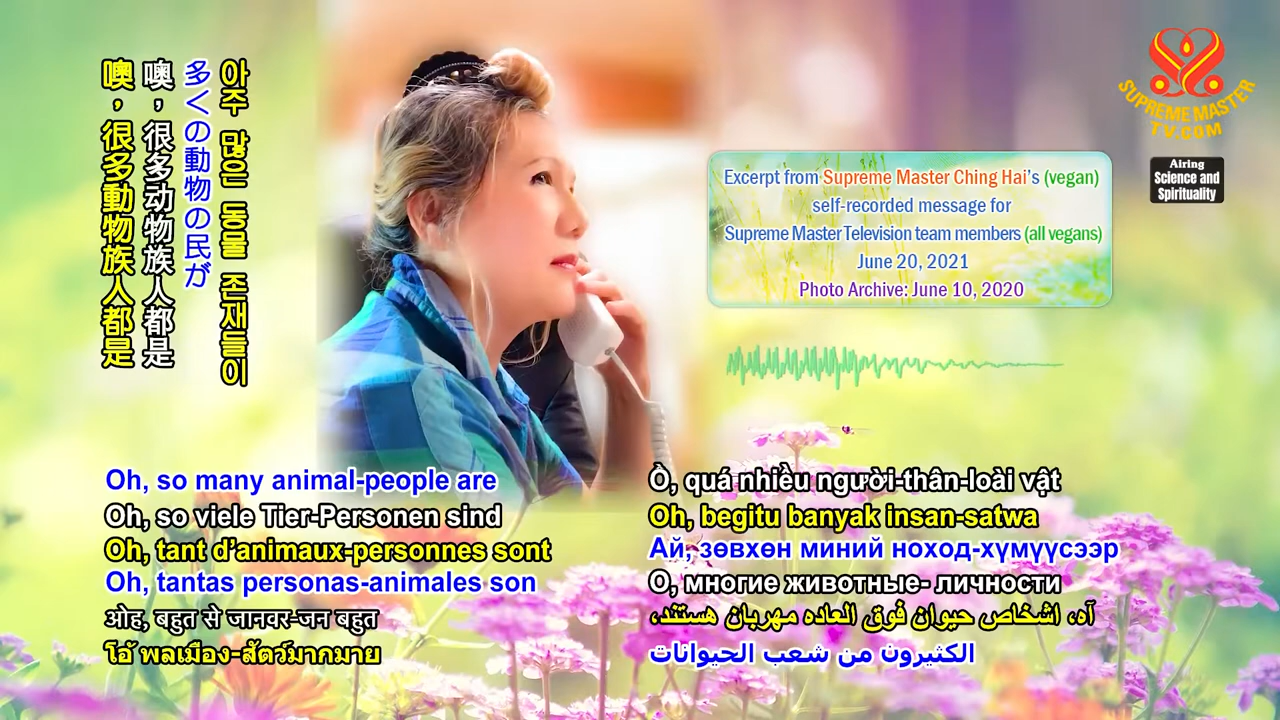 噢，很多動物族人都是
噢，很多动物族人都是
多くの動物の民が
아주 많은 동물 존재들이
SUPREME MASTER
TV.COM
Airing
Science and
Spirituality
Excerpt from Supreme Master Ching Hai's (vegan)
self-recorded message for
Supreme Master Television team members (all vegans)
June 20, 2021
Photo Archive: June 10, 2020
Oh, so many animal-people are
Oh, so viele Tier-Personen sind
Oh, tant d'animaux-personnes sont
Oh, tantas personas-animales son
ओह, बहुत से जानवर-जन बहुत
โอ้ พลเมือง-สัตว์มากมาย
Ồ, quá nhiều người-thân-loài vật
Oh, begitu banyak insan-satwa
Ай, зөвхөн миний ноход-хүмүүсээр
О, многие животные- личности
آه، اشخاص حیوان فوق العاده مهربان هستند،
الكثيرون من شعب الحيوانات